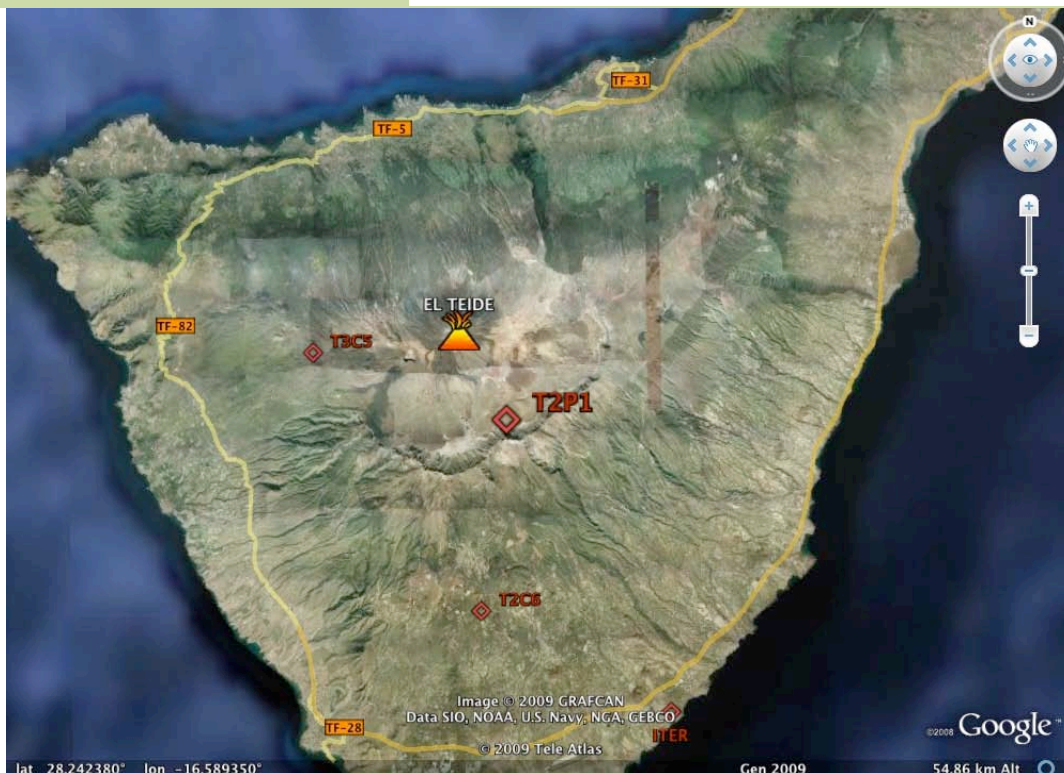 N
TF-31
TF-5
EL TEIDE
TF-82
T3C5
T2P1
T2C6
Image © 2009 GRAFCAN
Data SIO, NOAA, U.S. Navy, NGA, GEBCO
TF-28
ITER
© 2009 Tele Atlas
©2008 Google™
lat 28.242380° lon -16.589350° Gen 2009 54.86 km Alt